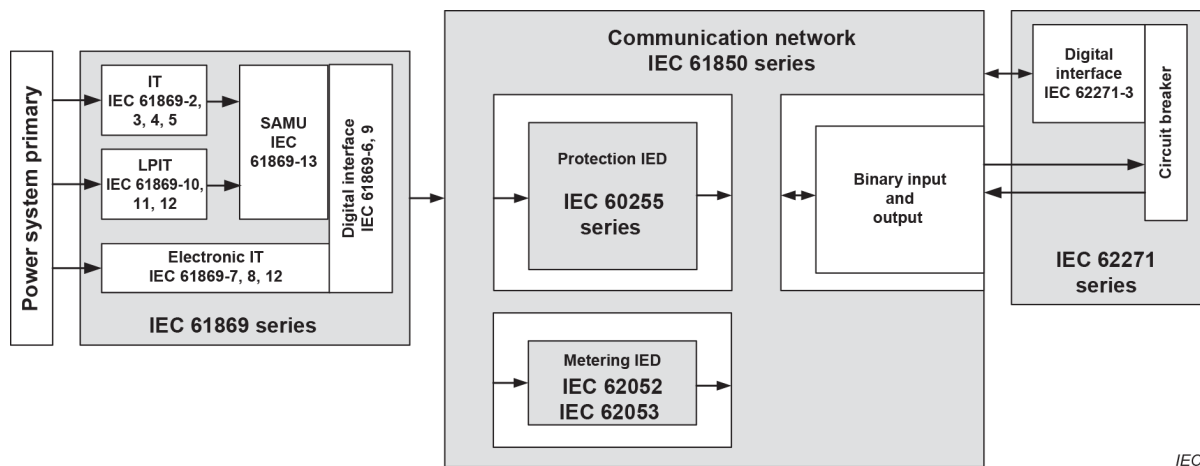 Power system primary
IT
IEC 61869-2,
3, 4, 5
LPIT
IEC 61869-10,
11, 12
SAMU
IEC
61869-13
Digital interface
IEC 61869-6, 9
Electronic IT
IEC 61869-7, 8, 12
IEC 61869 series
Communication network
IEC 61850 series
Protection IED
IEC 60255
series
Metering IED
IEC 62052
IEC 62053
Binary input
and
output
Digital
interface
IEC 62271-3
Circuit breaker
IEC 62271
series
IEC